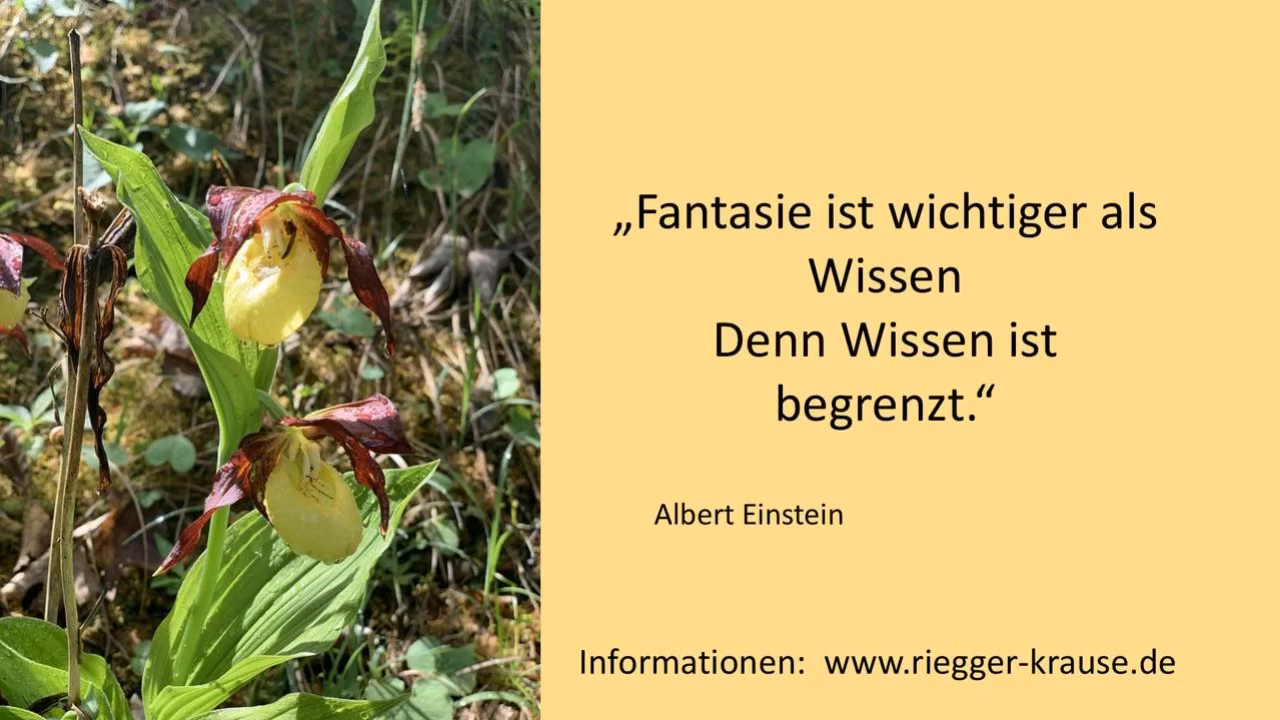 „Fantasie ist wichtiger als
Wissen
Denn Wissen ist
begrenzt.“
Albert Einstein
Informationen: www.riegger-krause.de